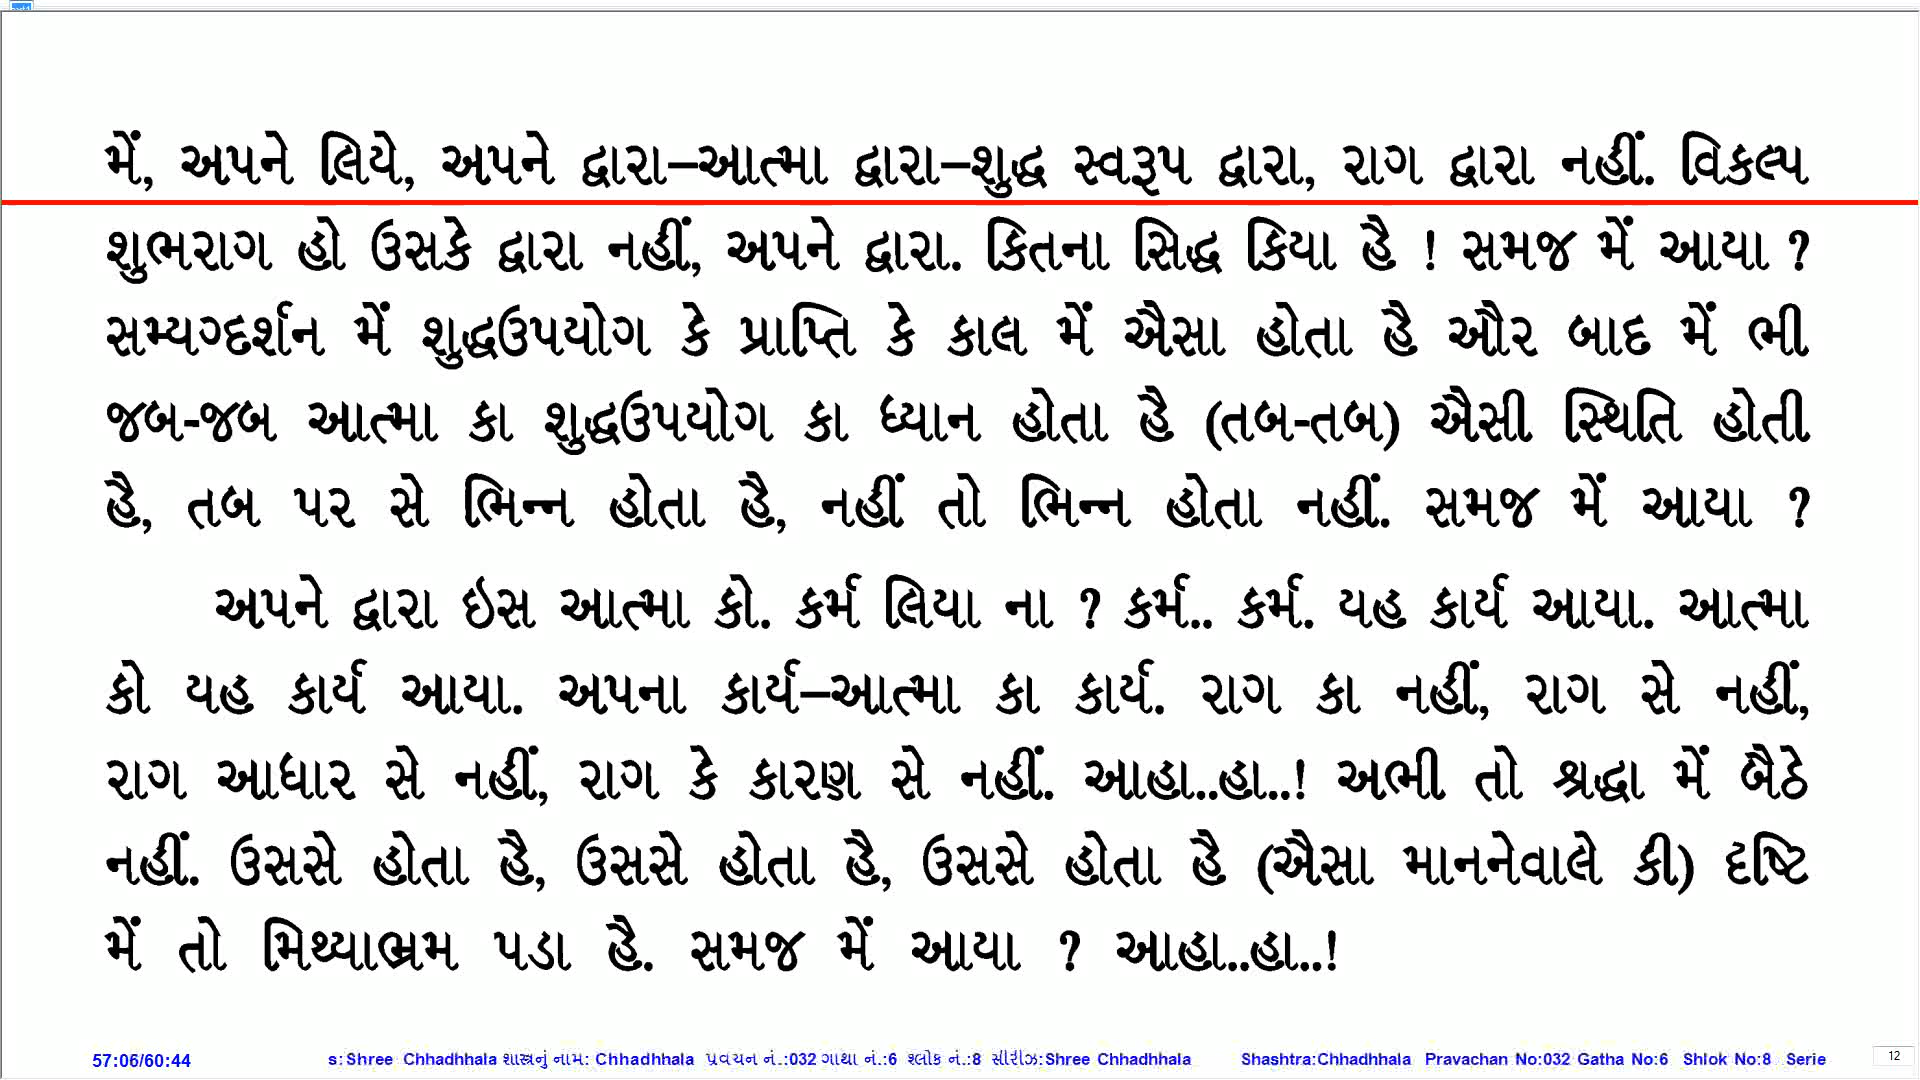 મેં, અપને લિયે, અપને દ્વારા–આત્મા દ્વારા–શુદ્ધ સ્વરૂપ દ્વારા, રાગ દ્વારા નહીં. વિકલ્પ
શુભરાગ હો ઉસકે દ્વારા નહીં, અપને દ્વારા. કિતના સિદ્ધ કિયા હૈ ! સમજ મેં આયા ?
સમ્યગ્દર્શન મેં શુદ્ધઉપયોગ કે પ્રાપ્તિ કે કાલ મેં ઐસા હોતા હૈ ઔર બાદ મેં ભી
જબ-જબ આત્મા કા શુદ્ધઉપયોગ કા ધ્યાન હોતા હૈ (તબ-તબ) ઐસી સ્થિતિ હોતી
હૈ, તબ પર સે ભિન્ન હોતા હૈ, નહીં તો ભિન્ન હોતા નહીં. સમજ મેં આયા ?
અપને દ્વારા ઇસ આત્મા કો. કર્મ લિયા ના ? કર્મ.. કર્મ. યહ કાર્ય આયા. આત્મા
કો યહ કાર્ય આયા. અપના કાર્ય–આત્મા કા કાર્ય. રાગ કા નહીં, રાગ સે નહીં,
રાગ આધાર સે નહીં, રાગ કે કારણ સે નહીં. આહા..હા..! અભી તો શ્રદ્ધા મેં બૈઠે
નહીં. ઉસસે હોતા હૈ, ઉસસે હોતા હૈ, ઉસસે હોતા હૈ (ઐસા માનનેવાલે કી) દૃષ્ટિ
મેં તો મિથ્યાભ્રમ પડા હૈ. સમજ મેં આયા ? આહા..હા..!
57:06/60:44 s:Shree Chhadhhala શાસ્ત્રનું નામ: Chhadhhala પ્રવચન નં.:032 ગાથા નં.:6 શ્લોક નં.:8 સીરીઝ:Shree Chhadhhala Shashtra:Chhadhhala Pravachan No:032 Gatha No:6 Shlok No:8 Serie 12